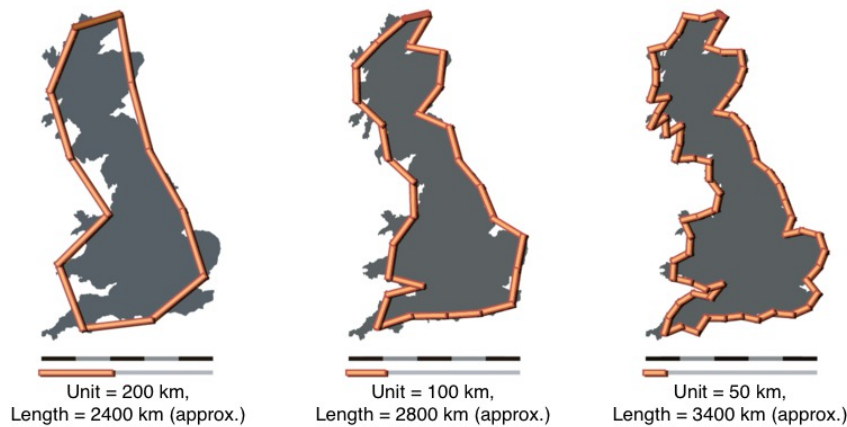 Unit = 200 km,
Length = 2400 km (approx.)
Unit = 100 km,
Length = 2800 km (approx.)
Unit = 50 km,
Length = 3400 km (approx.)